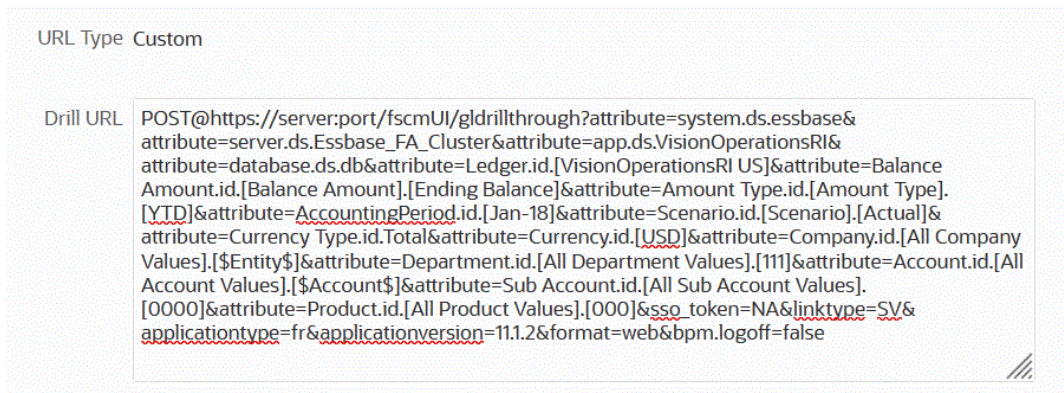 URL Type Custom
Drill URL POST@https://server:port/fscmUI/gldrillthrough?attribute=system.ds.essbase&
attribute=server.ds.Essbase_FA_Cluster&attribute=app.ds.VisionOperationsRI&
attribute=database.ds.db&attribute=Ledger.id.[VisionOperationsRI US]&attribute=Balance
Amount.id.[Balance Amount].[Ending Balance]&attribute=Amount Type.id.[Amount Type].
[YTD]&attribute=AccountingPeriod.id.[Jan-18]&attribute=Scenario.id.[Scenario].[Actual]&
attribute=Currency Type.id.Total&attribute=Currency.id.[USD]&attribute=Company.id.[All Company
Values].[$Entity$]&attribute=Department.id.[All Department Values].[111]&attribute=Account.id.[All
Account Values].[$Account$]&attribute=Sub Account.id.[All Sub Account Values].
[0000]&attribute=Product.id.[All Product Values].[000]&sso_token=NA&linktype=SV&
applicationtype=fr&applicationversion=11.1.2&format=web&bpm.logoff=false